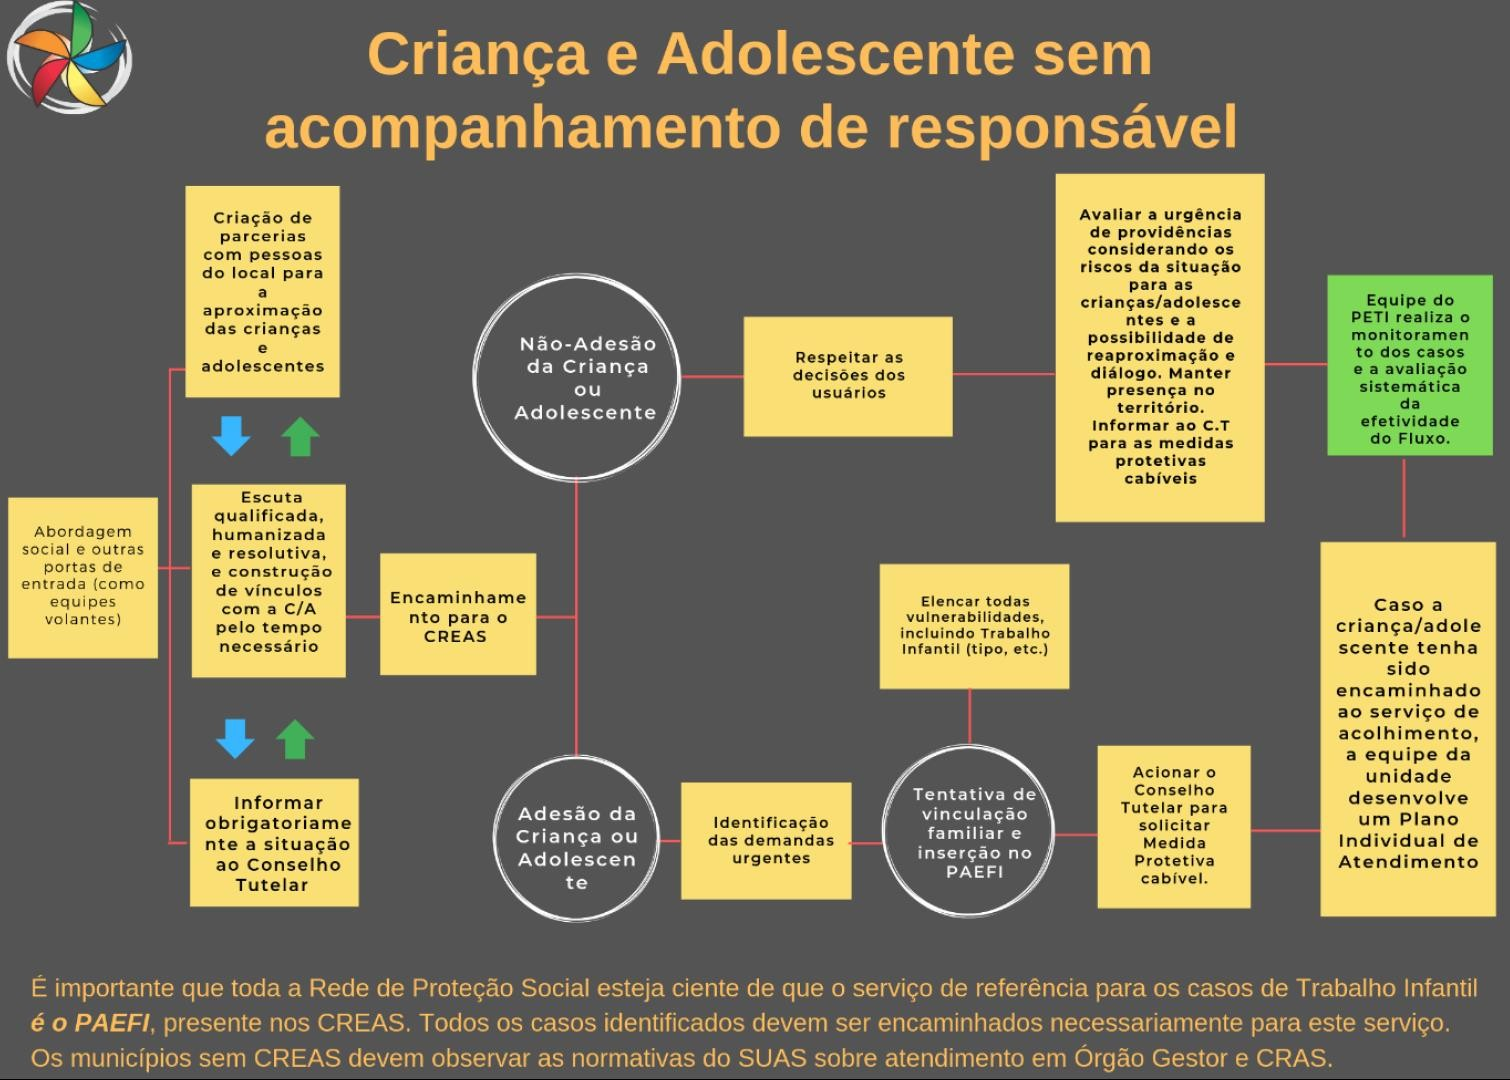 Criança e Adolescente sem
acompanhamento de responsável
Criação de
parcerias
com pessoas
do local para
a
aproximação
das crianças
e
adolescentes
Abordagem
social e outras
portas de
entrada (como
equipes
volantes)
Escuta
qualificada,
humanizada
e resolutiva,
e construção
de vínculos
com a C/A
pelo tempo
necessário
Informar
obrigatoriame
nte a situação
ao Conselho
Tutelar
Encaminhame
nto para o
CREAS
Não-Adesão
da Criança
ou
Adolescente
Respeitar as
decisões dos
usuários
Avaliar a urgência
de providências
considerando os
riscos da situação
para as
crianças/adolesce
ntes e a
possibilidade de
reaproximação e
diálogo. Manter
presença no
território.
Informar ao C.T
para as medidas
protetivas
cabíveis
Equipe do
PETI realiza o
monitoramen
to dos casos
e a avaliação
sistemática
da
efetividade
do Fluxo.
Adesão da
Criança ou
Adolescen
te
Identificação
das demandas
urgentes
Elencar todas
vulnerabilidades,
incluindo Trabalho
Infantil (tipo, etc.)
Tentativa de
vinculação
familiar e
inserção no
PAEFI
Acionar o
Conselho
Tutelar para
solicitar
Medida
Protetiva
cabível.
Caso a
criança/adole
scente tenha
sido
encaminhado
ao serviço de
acolhimento,
a equipe da
unidade
desenvolve
um Plano
Individual de
Atendimento
É importante que toda a Rede de Proteção Social esteja ciente de que o serviço de referência para os casos de Trabalho Infantil
é o PAEFI, presente nos CREAS. Todos os casos identificados devem ser encaminhados necessariamente para este serviço.
Os municípios sem CREAS devem observar as normativas do SUAS sobre atendimento em Órgão Gestor e CRAS.